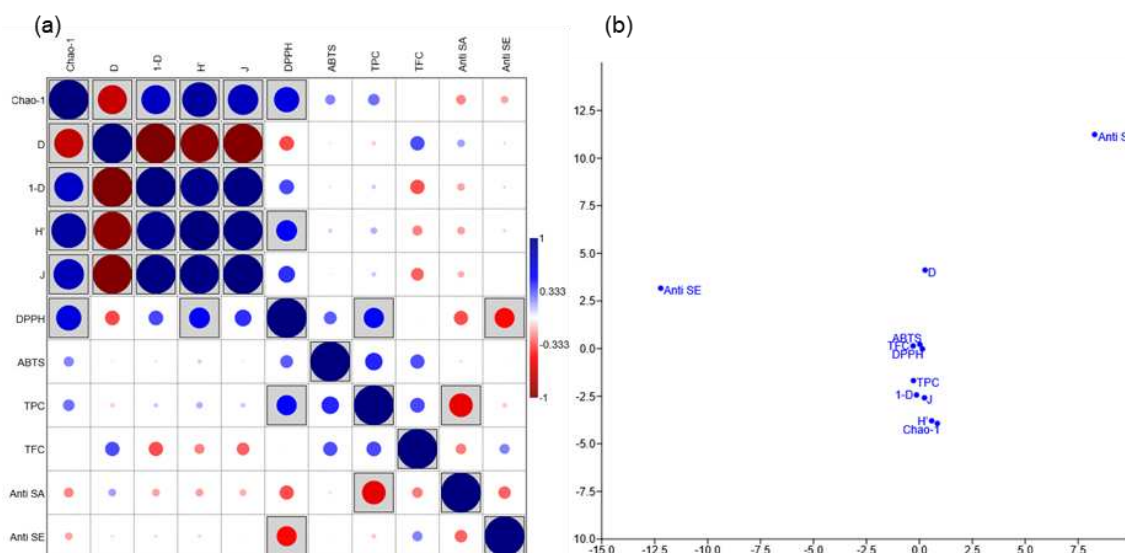 (a)
(b)
Chao-1
D
1-D
H'
J
DPPH
ABTS
TPC
TFC
Anti SA
Anti SE
Chao-1
D
1-D
H'
J
DPPH
ABTS
TPC
TFC
Anti SA
Anti SE
1
0.333
-0.333
-1
12.5
10.0
7.5
5.0
2.5
0.0
-2.5
-5.0
-7.5
10.0
-15.0
-12.5
-10.0
-7.5
-5.0
-2.5
0.0
2.5
5.0
7.5
Anti S
D
Anti SE
ABTS
TFC
DPPH
TPC
1-D
J
H'
Chao-1